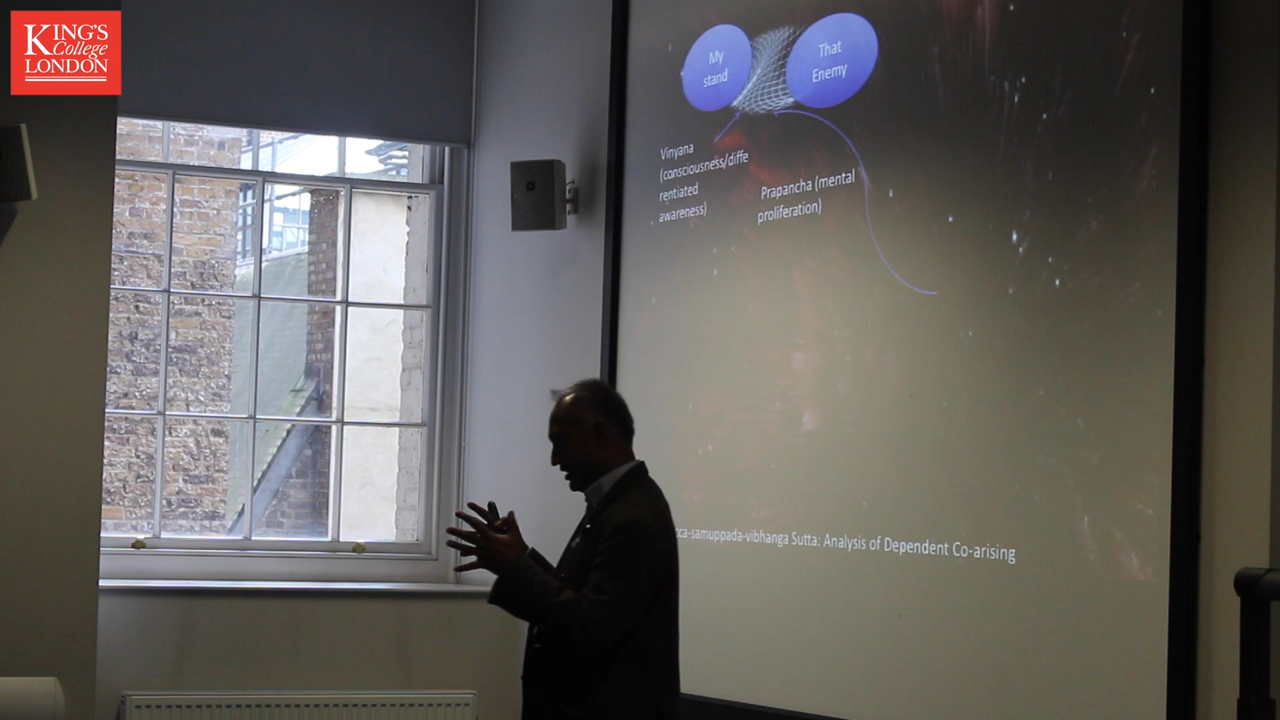 KING'S
College
LONDON
My
stand
That
Enemy
Vinyana
(consciousness/diffe
rentiated
awareness)
Prapancha (mental
proliferation)
cca-samuppada-vibhanga Sutta: Analysis of Dependent Co-arising